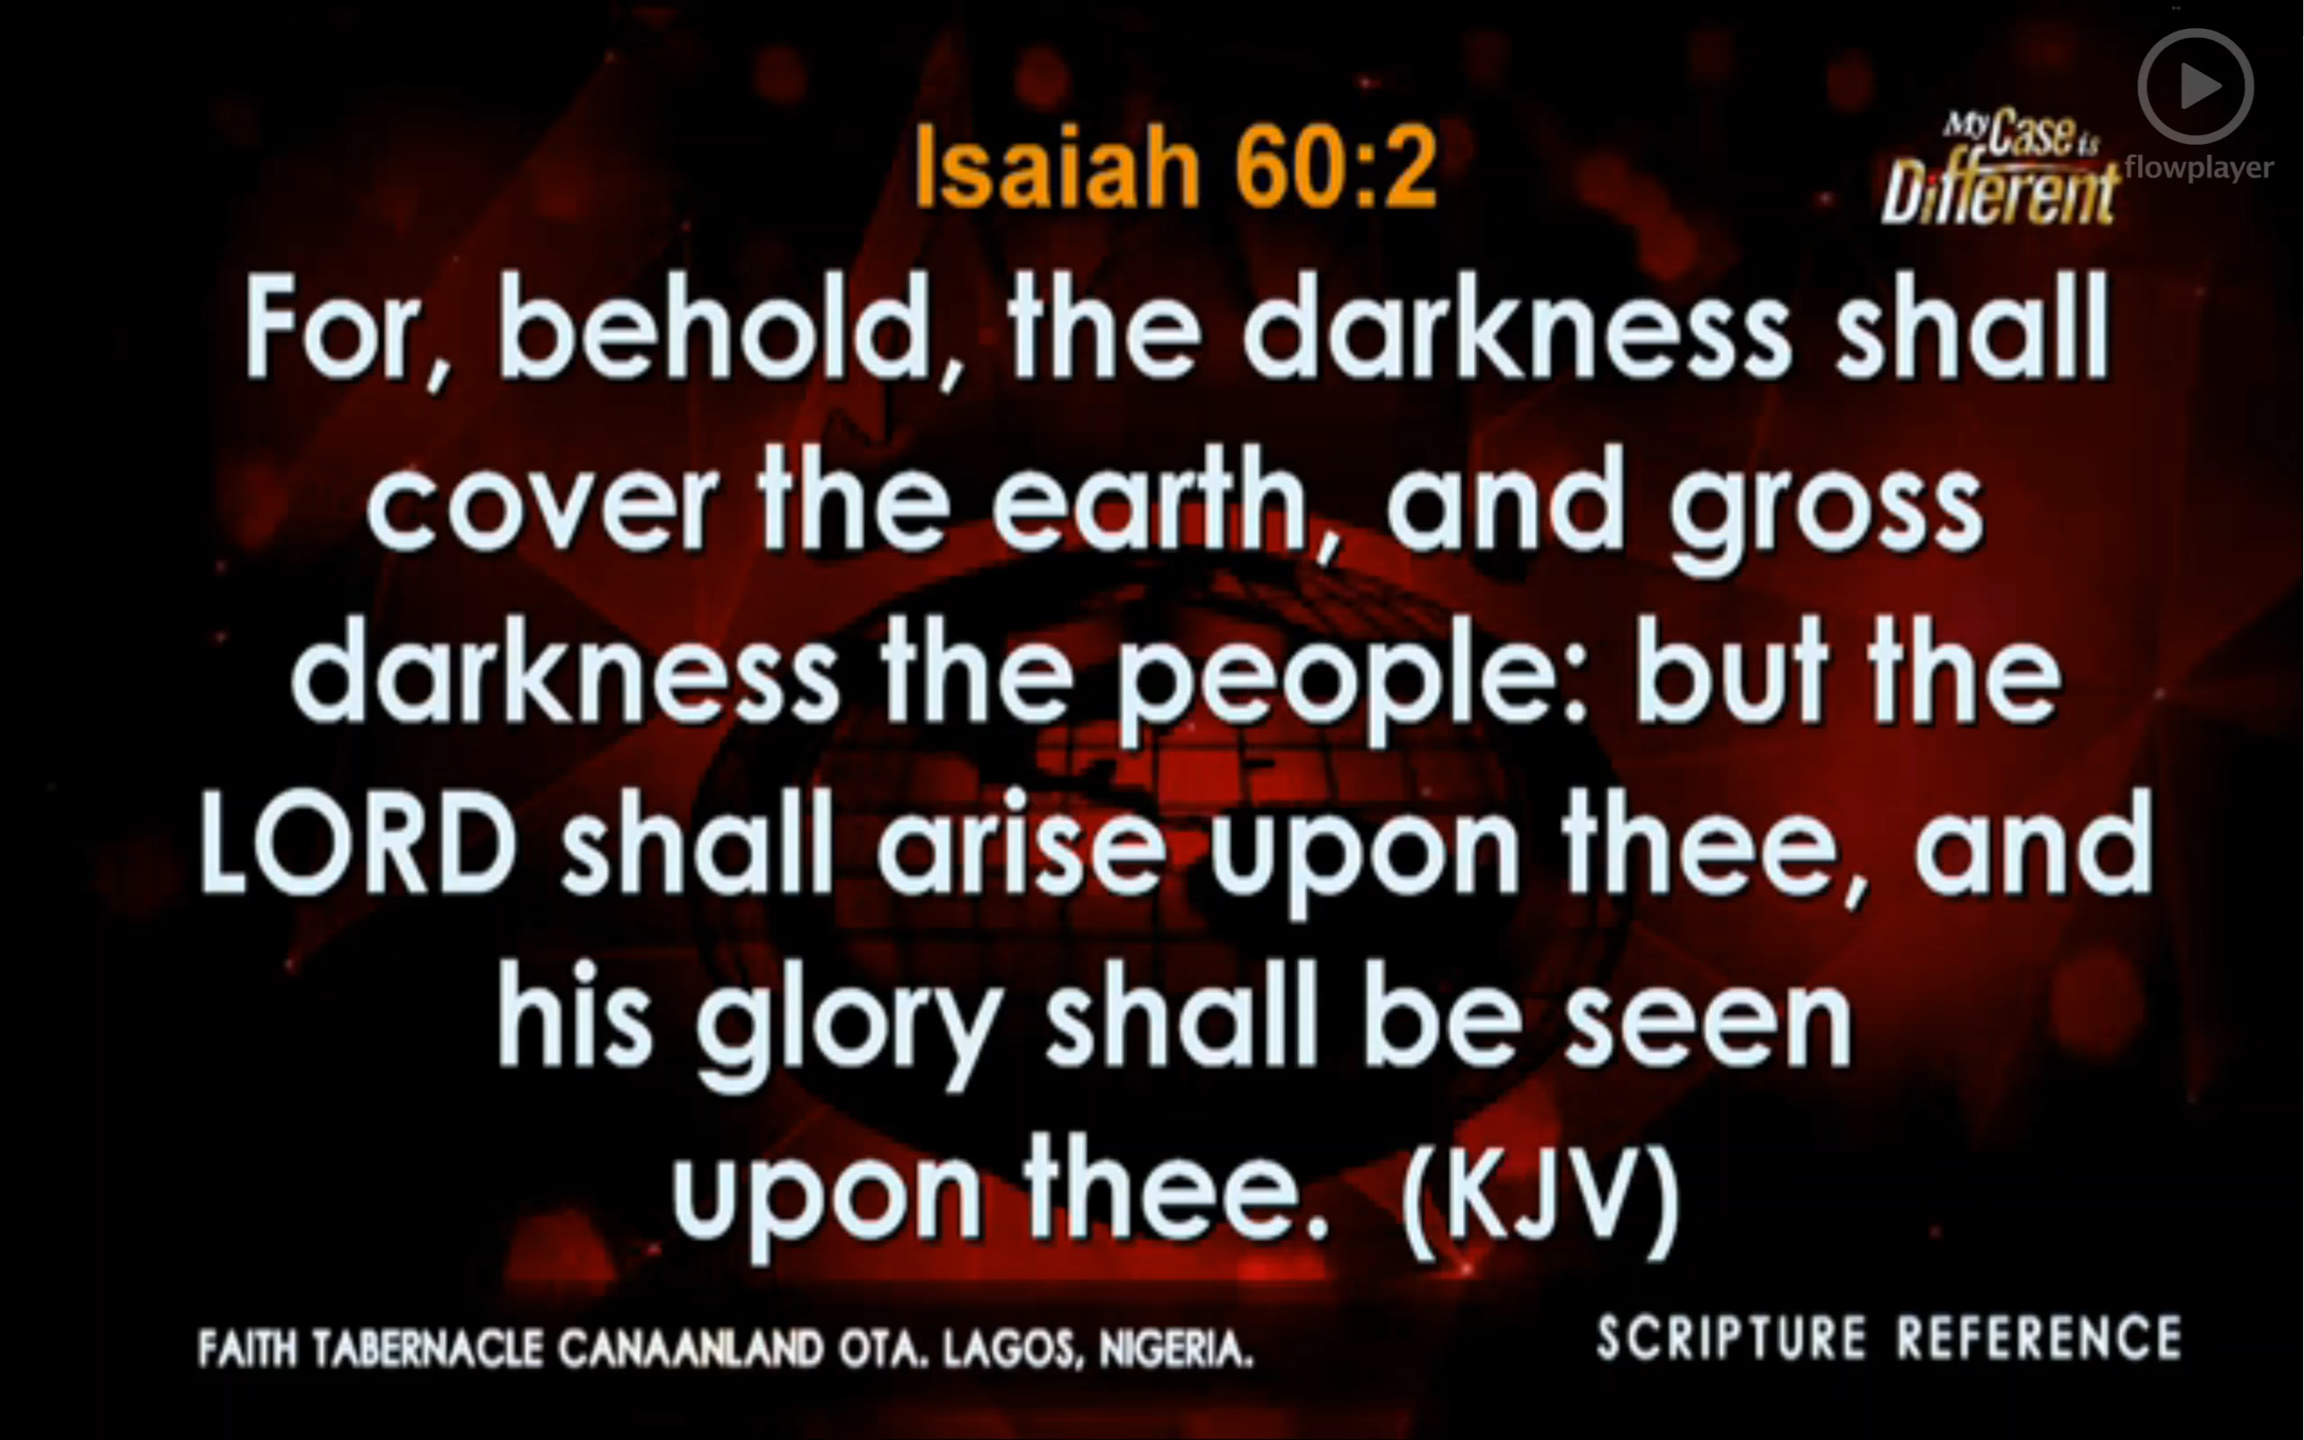 Isaiah 60:2
My Case is
Different
flowplayer
For, behold, the darkness shall
cover the earth, and gross
darkness the people: but the
LORD shall arise upon thee, and
his glory shall be seen
upon thee. (KJV)
FAITH TABERNACLE CANAANLAND OTA. LAGOS, NIGERIA.
SCRIPTURE REFERENCE